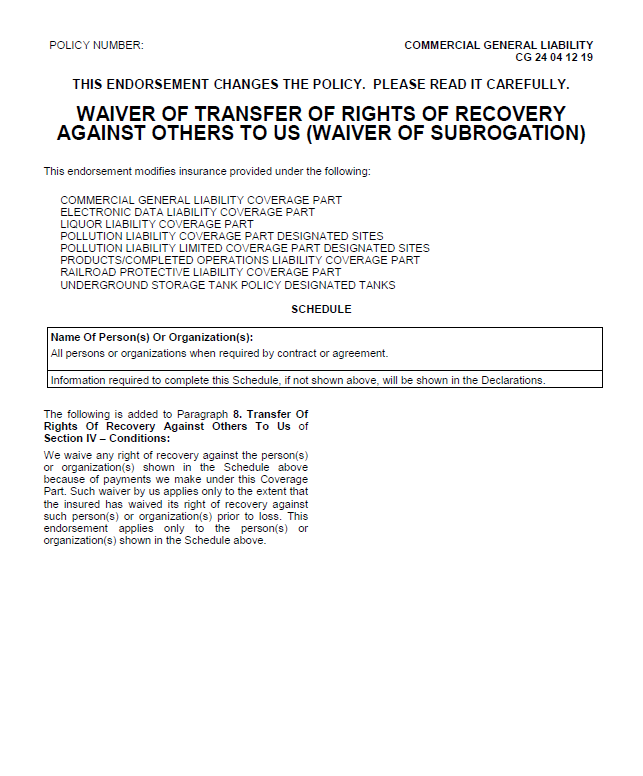 POLICY NUMBER:
COMMERCIAL GENERAL LIABILITY
CG 24 04 12 19
THIS ENDORSEMENT CHANGES THE POLICY.  PLEASE READ IT CAREFULLY.
WAIVER OF TRANSFER OF RIGHTS OF RECOVERY
AGAINST OTHERS TO US (WAIVER OF SUBROGATION)
This endorsement modifies insurance provided under the following:
COMMERCIAL GENERAL LIABILITY COVERAGE PART
ELECTRONIC DATA LIABILITY COVERAGE PART
LIQUOR LIABILITY COVERAGE PART
POLLUTION LIABILITY COVERAGE PART DESIGNATED SITES
POLLUTION LIABILITY LIMITED COVERAGE PART DESIGNATED SITES
PRODUCTS/COMPLETED OPERATIONS LIABILITY COVERAGE PART
RAILROAD PROTECTIVE LIABILITY COVERAGE PART
UNDERGROUND STORAGE TANK POLICY DESIGNATED TANKS
SCHEDULE
Name Of Person(s) Or Organization(s):
All persons or organizations when required by contract or agreement.
Information required to complete this Schedule, if not shown above, will be shown in the Declarations.
The following is added to Paragraph 8. Transfer Of
Rights Of Recovery Against Others To Us of
Section IV – Conditions:
We waive any right of recovery against the person(s)
or organization(s) shown in the Schedule above
because of payments we make under this Coverage
Part. Such waiver by us applies only to the extent that
the insured has waived its right of recovery against
such person(s) or organization(s) prior to loss. This
endorsement applies only to the person(s) or
organization(s) shown in the Schedule above.